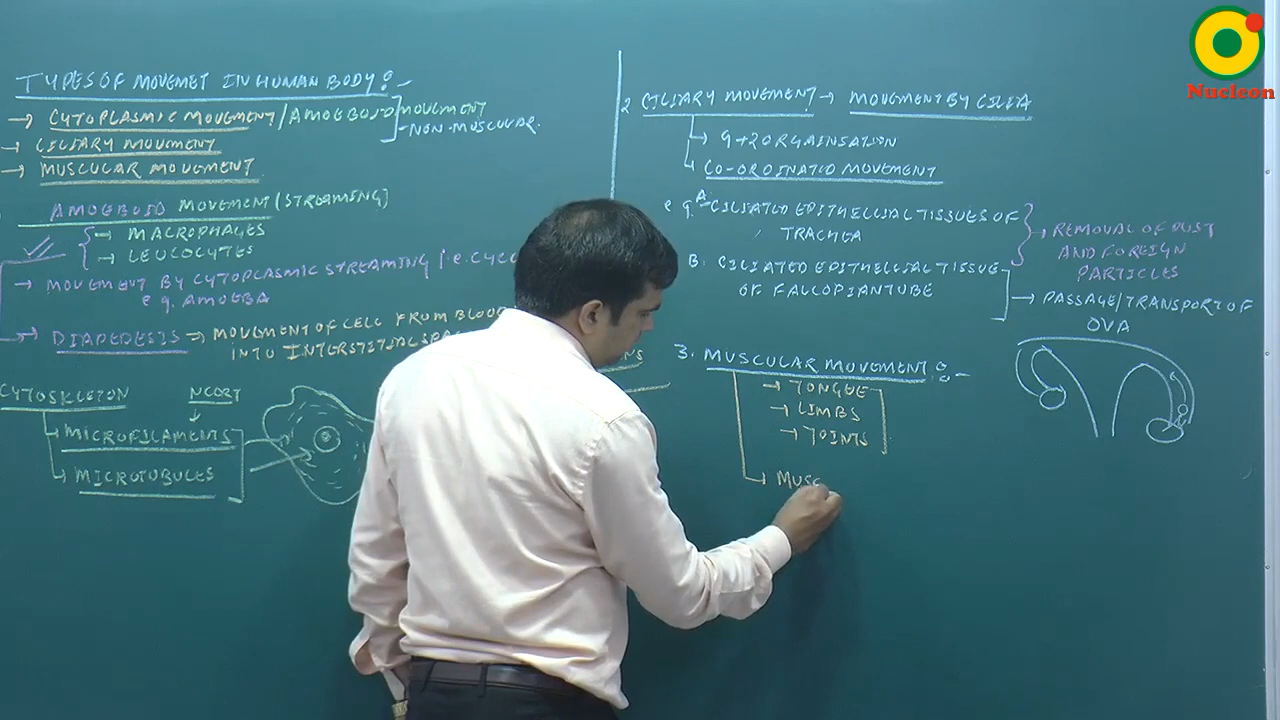 TYPES OF MOVEMET IN HUMAN BODY :-
→ CYTOPLASMIC MOVEMENT / AMOEBOID MOVEMENT
- NON-MUSCULAR.
→ CILIARY MOVEMENT
→ MUSCULAR MOVEMENT
AMOEBOID MOVEMENT (STREAMING)
→ MACROPHAGES
→ LEUCOCYTES
→ MOVEMENT BY CYTOPLASMIC STREAMING i.e.
e.g. AMOEBA
→ DIAPEDESIS → MOVEMENT OF CELL FROM BLOOD
INTO INTERSTITIAL
CYTOSKELETON
NCERT
→ MICROFILAMENTS
→ MICROTUBULES
2 CILIARY MOVEMENT → MOVEMENT BY CILIA
→ 9+2 ORGAINSATION
CO-ORDINATED MOVEMENT
e.g. A- CILIATED EPITHELLIAL TISSUES OF
TRACHEA
→ REMOVAL OF DUST
AND FOREIGN
PARTICLES
B. CILIATED EPITHELLIAL TISSUE
OF FALLOPIAN TUBE
→ PASSAGE/TRANSPORT OF
OVA
3. MUSCULAR MOVEMENT :-
→ TONGUE
→ LIMBS
→ JOINTS
→ MUSC
Nucleon